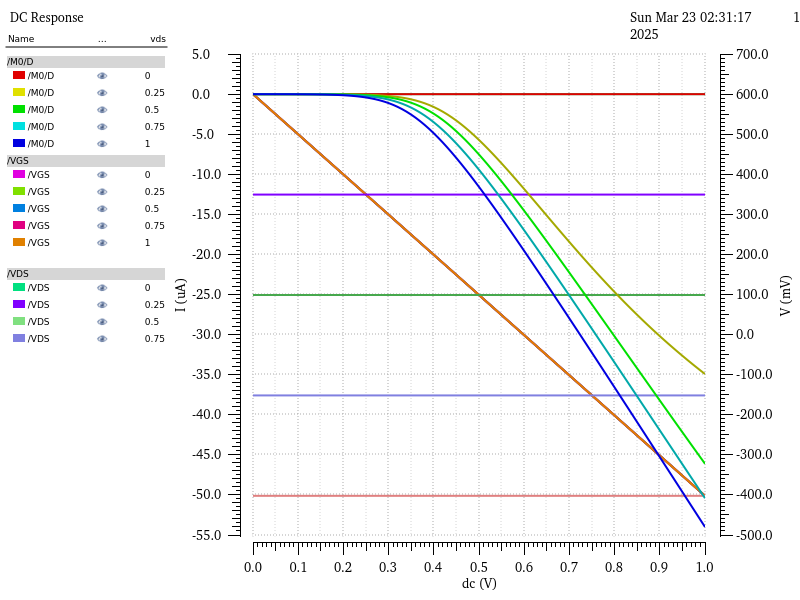 DC Response
Sun Mar 23 02:31:17 1
2025
Name ... vds
/M0/D
/M0/D 0
/M0/D 0.25
/M0/D 0.5
/M0/D 0.75
/M0/D 1
/VGS
/VGS 0
/VGS 0.25
/VGS 0.5
/VGS 0.75
/VGS 1
/VDS
/VDS 0
/VDS 0.25
/VDS 0.5
/VDS 0.75
I (uA)
5.0
0.0
-5.0
-10.0
-15.0
-20.0
-25.0
-30.0
-35.0
-40.0
-45.0
-50.0
-55.0
700.0
600.0
500.0
400.0
300.0
200.0
100.0
0.0
-100.0
-200.0
-300.0
-400.0
-500.0
V (mV)
0.0 0.1 0.2 0.3 0.4 0.5 0.6 0.7 0.8 0.9 1.0
dc (V)